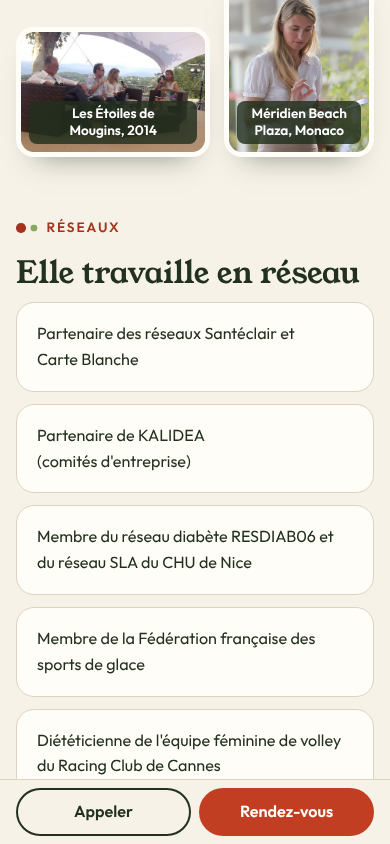 Les Étoiles de
Mougins, 2014
Méridien Beach
Plaza, Monaco
RÉSEAUX
Elle travaille en réseau
Partenaire des réseaux Santéclair et
Carte Blanche
Partenaire de KALIDEA
(comités d'entreprise)
Membre du réseau diabète RESDIAB06 et
du réseau SLA du CHU de Nice
Membre de la Fédération française des
sports de glace
Diététicienne de l'équipe féminine de volley
du Racing Club de Cannes
Appeler
Rendez-vous